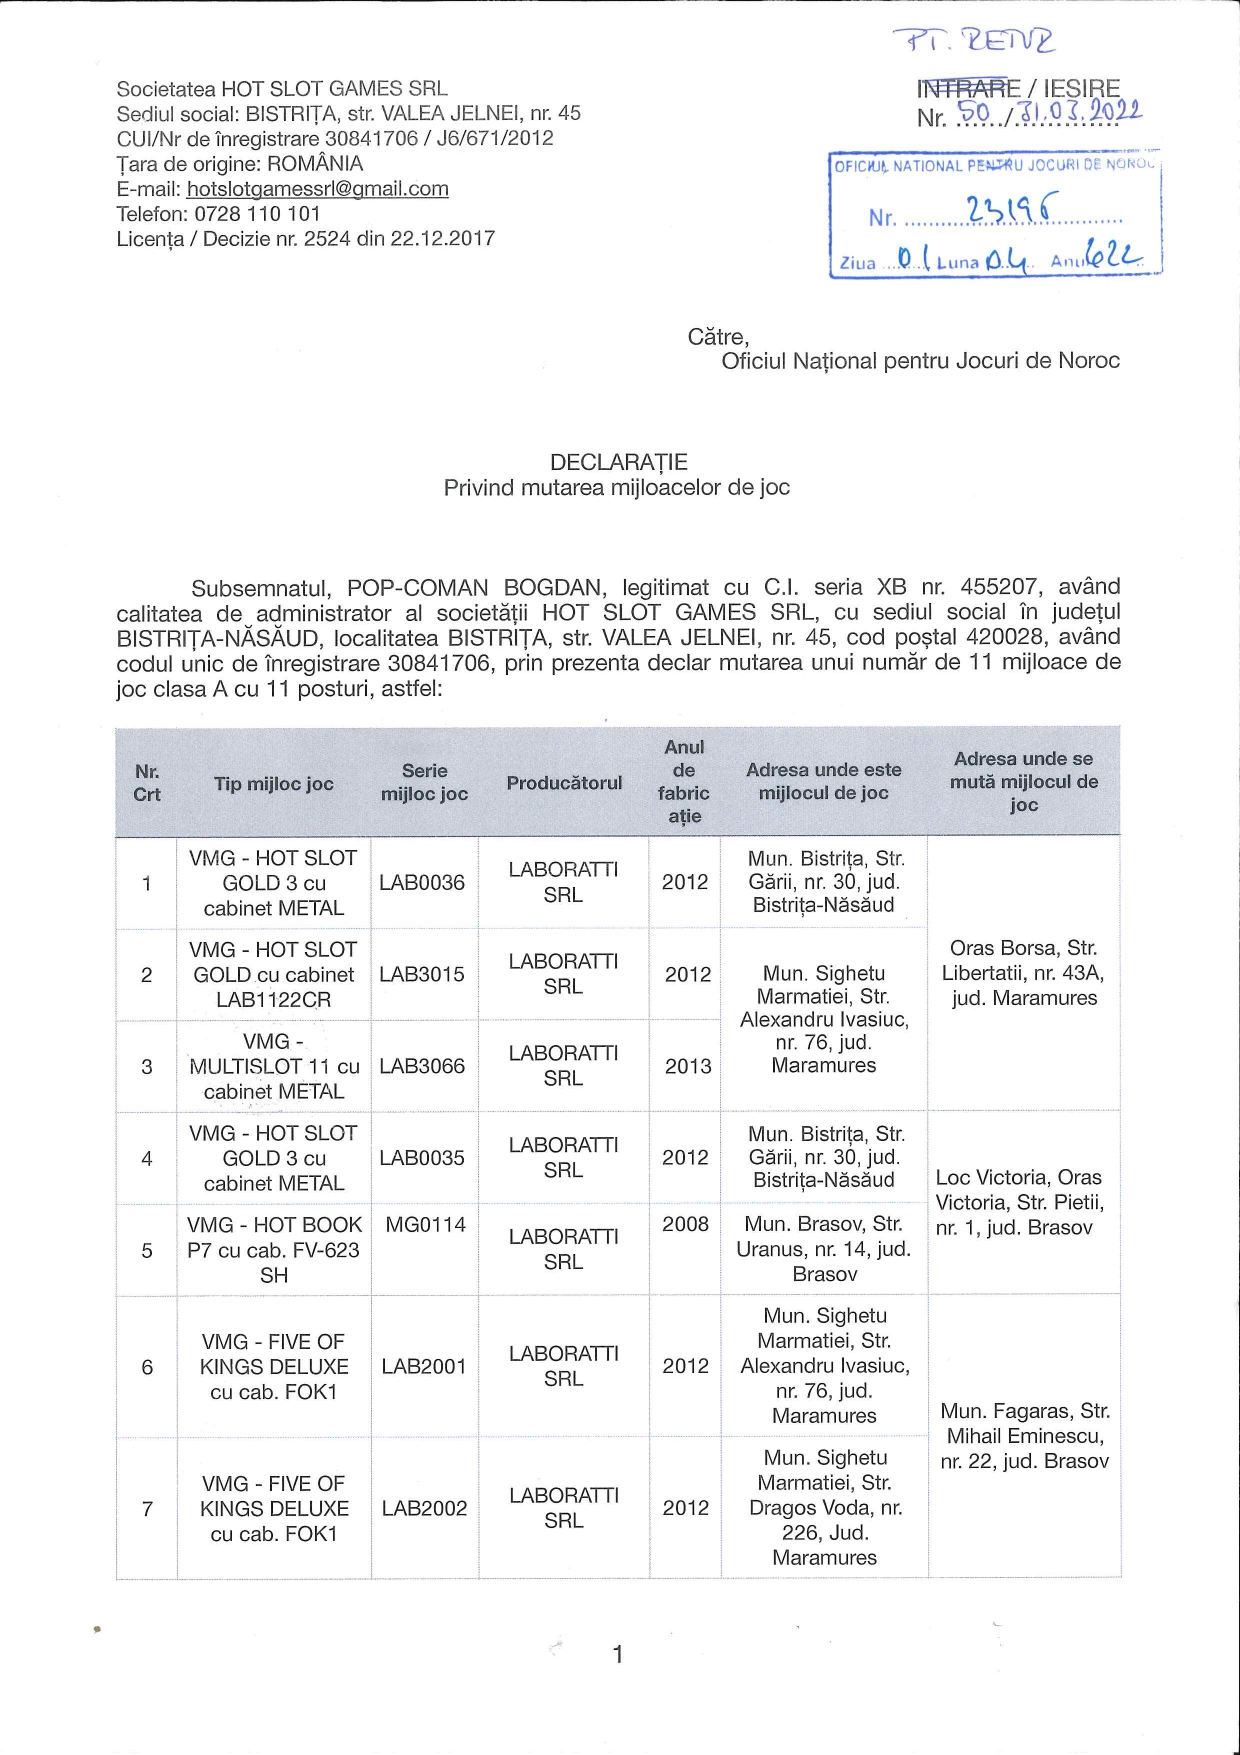 PT. RETUR
Societatea HOT SLOT GAMES SRL
Sediul social: BISTRIȚA, str. VALEA JELNEI, nr. 45
CUI/Nr de înregistrare 30841706 / J6/671/2012
Țara de origine: ROMÂNIA
E-mail: hotslotgamessrl@gmail.com
Telefon: 0728 110 101
Licența / Decizie nr. 2524 din 22.12.2017
INTRARE / IESIRE
Nr. 50 / 31.03.2022
OFICIUL NATIONAL PENTRU JOCURI DE NOROC
Nr. 23196
Ziua 01 Luna 04 Anul 622
Către,
Oficiul Național pentru Jocuri de Noroc
DECLARAȚIE
Privind mutarea mijloacelor de joc
Subsemnatul, POP-COMAN BOGDAN, legitimat cu C.I. seria XB nr. 455207, având
calitatea de administrator al societății HOT SLOT GAMES SRL, cu sediul social în județul
BISTRIȚA-NĂSĂUD, localitatea BISTRIȚA, str. VALEA JELNEI, nr. 45, cod poștal 420028, având
codul unic de înregistrare 30841706, prin prezenta declar mutarea unui număr de 11 mijloace de
joc clasa A cu 11 posturi, astfel:
Nr.
Crt
Tip mijloc joc
Serie
mijloc joc
Producătorul
Anul
de
fabric
ație
Adresa unde este
mijlocul de joc
Adresa unde se
mută mijlocul de
joc
1
VMG - HOT SLOT
GOLD 3 cu
cabinet METAL
LAB0036
LABORATTI
SRL
2012
Mun. Bistrița, Str.
Gării, nr. 30, jud.
Bistrița-Năsăud
Oras Borsa, Str.
Libertatii, nr. 43A,
jud. Maramures
2
VMG - HOT SLOT
GOLD cu cabinet
LAB1122CR
LAB3015
LABORATTI
SRL
2012
Mun. Sighetu
Marmatiei, Str.
Alexandru Ivasiuc,
nr. 76, jud.
Maramures
3
VMG -
MULTISLOT 11 cu
cabinet METAL
LAB3066
LABORATTI
SRL
2013
4
VMG - HOT SLOT
GOLD 3 cu
cabinet METAL
LAB0035
LABORATTI
SRL
2012
Mun. Bistrița, Str.
Gării, nr. 30, jud.
Bistrița-Năsăud
Loc Victoria, Oras
Victoria, Str. Pietii,
nr. 1, jud. Brasov
5
VMG - HOT BOOK
P7 cu cab. FV-623
SH
MG0114
LABORATTI
SRL
2008
Mun. Brasov, Str.
Uranus, nr. 14, jud.
Brasov
6
VMG - FIVE OF
KINGS DELUXE
cu cab. FOK1
LAB2001
LABORATTI
SRL
2012
Mun. Sighetu
Marmatiei, Str.
Alexandru Ivasiuc,
nr. 76, jud.
Maramures
Mun. Fagaras, Str.
Mihail Eminescu,
nr. 22, jud. Brasov
7
VMG - FIVE OF
KINGS DELUXE
cu cab. FOK1
LAB2002
LABORATTI
SRL
2012
Mun. Sighetu
Marmatiei, Str.
Dragos Voda, nr.
226, Jud.
Maramures
1